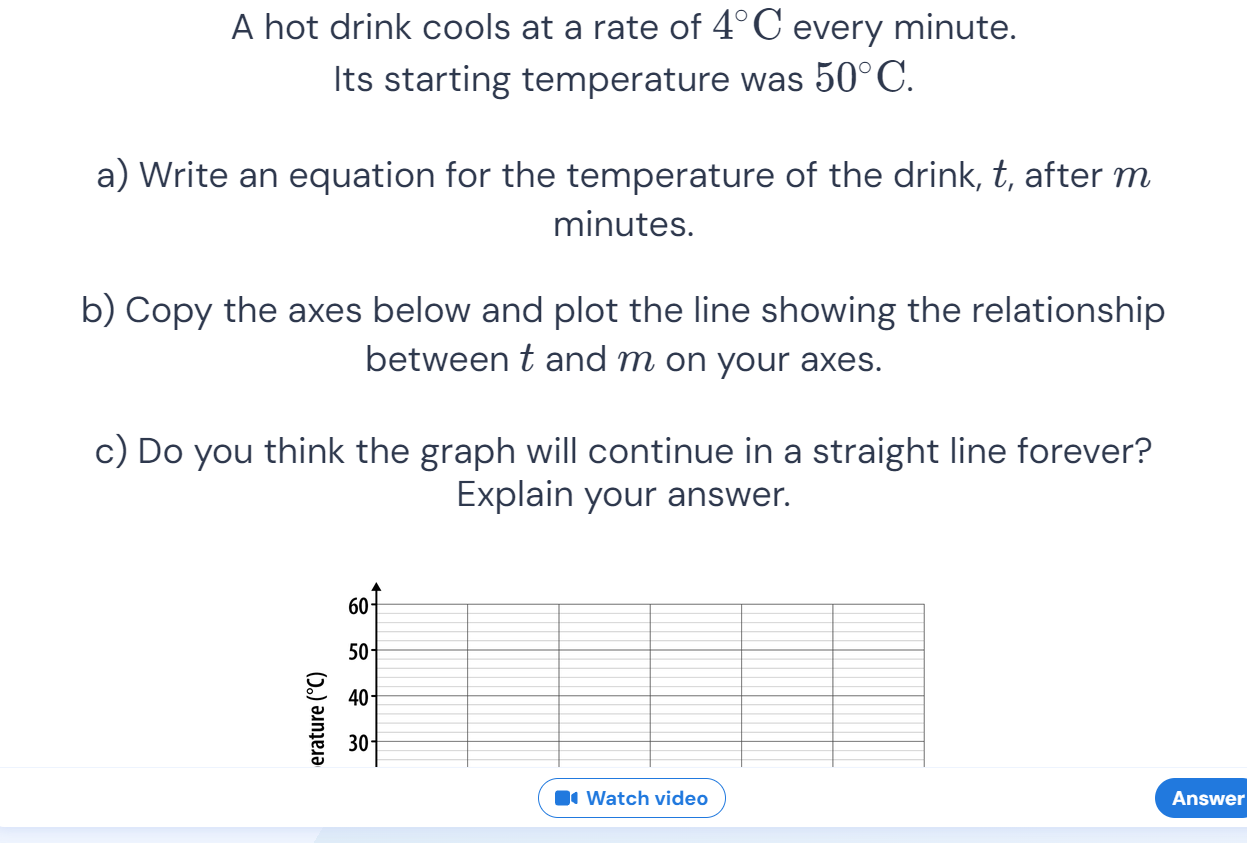 A hot drink cools at a rate of 4°C every minute.
Its starting temperature was 50°C.
a) Write an equation for the temperature of the drink, t, after m
minutes.
b) Copy the axes below and plot the line showing the relationship
between t and m on your axes.
c) Do you think the graph will continue in a straight line forever?
Explain your answer.
60
50
40
30
erature (°C)
Watch video
Answer